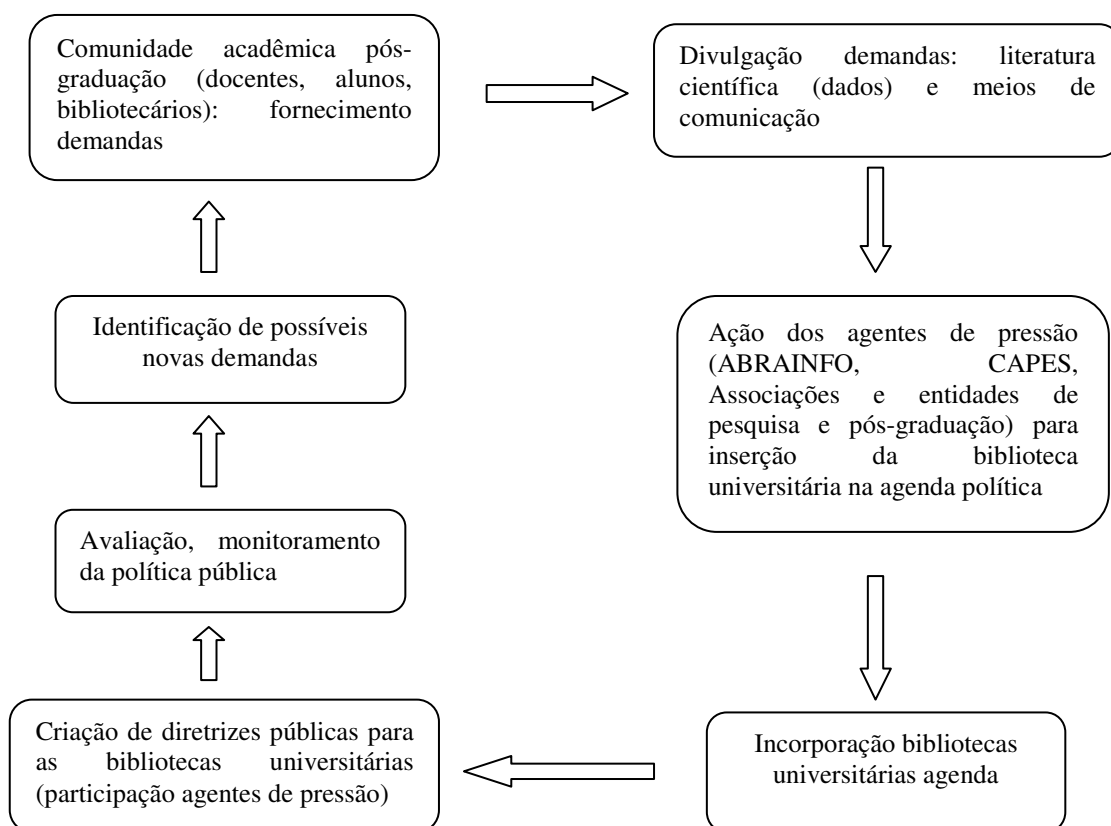 Comunidade acadêmica pós-
graduação (docentes, alunos,
bibliotecários): fornecimento
demandas
Divulgação demandas: literatura
científica (dados) e meios de
comunicação
Ação dos agentes de pressão
(ABRAINFO, CAPES,
Associações e entidades de
pesquisa e pós-graduação) para
inserção da biblioteca
universitária na agenda política
Incorporação bibliotecas
universitárias agenda
Criação de diretrizes públicas para
as bibliotecas universitárias
(participação agentes de pressão)
Avaliação, monitoramento
da política pública
Identificação de possíveis
novas demandas